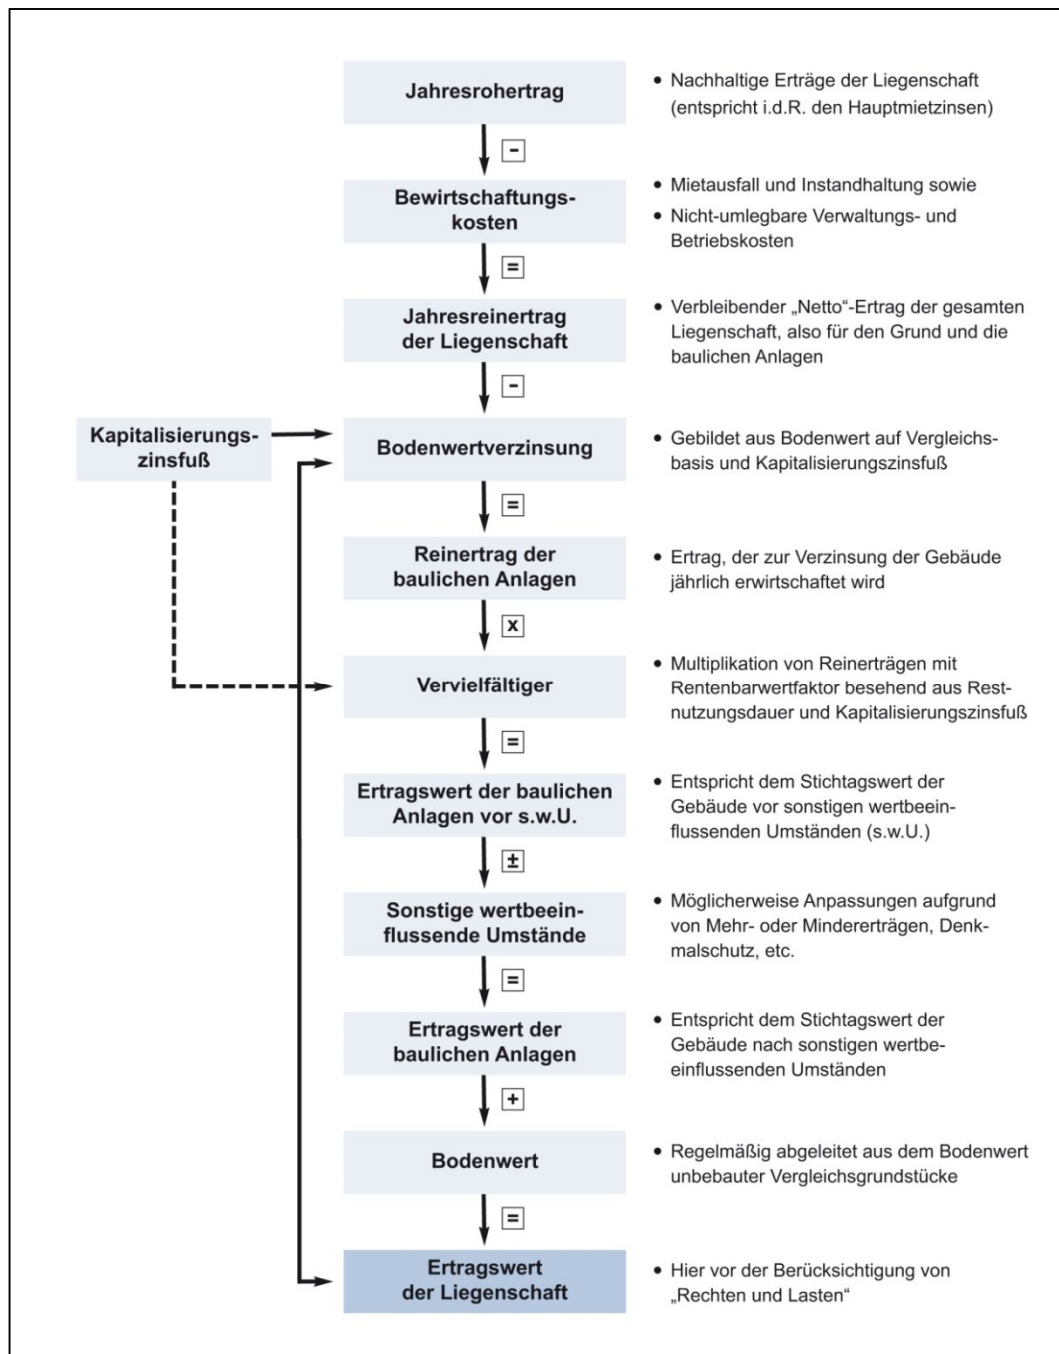 Jahresrohertrag
• Nachhaltige Erträge der Liegenschaft
(entspricht i.d.R. den Hauptmietzinsen)
-
Bewirtschaftungs-
kosten
• Mietausfall und Instandhaltung sowie
• Nicht-umlegbare Verwaltungs- und
Betriebskosten
=
Jahresreinertrag
der Liegenschaft
• Verbleibender „Netto“-Ertrag der gesamten
Liegenschaft, also für den Grund und die
baulichen Anlagen
-
Kapitalisierungs-
zinsfuß
Bodenwertverzinsung
• Gebildet aus Bodenwert auf Vergleichs-
basis und Kapitalisierungszinsfuß
=
Reinertrag der
baulichen Anlagen
• Ertrag, der zur Verzinsung der Gebäude
jährlich erwirtschaftet wird
x
Vervielfältiger
• Multiplikation von Reinerträgen mit
Rentenbarwertfaktor besehend aus Rest-
nutzungsdauer und Kapitalisierungszinsfuß
=
Ertragswert der baulichen
Anlagen vor s.w.U.
• Entspricht dem Stichtagswert der
Gebäude vor sonstigen wertbeein-
flussenden Umständen (s.w.U.)
±
Sonstige wertbeein-
flussende Umstände
• Möglicherweise Anpassungen aufgrund
von Mehr- oder Mindererträgen, Denk-
malschutz, etc.
=
Ertragswert der
baulichen Anlagen
• Entspricht dem Stichtagswert der
Gebäude nach sonstigen wertbe-
einflussenden Umständen
+
Bodenwert
• Regelmäßig abgeleitet aus dem Bodenwert
unbebauter Vergleichsgrundstücke
=
Ertragswert
der Liegenschaft
• Hier vor der Berücksichtigung von
„Rechten und Lasten“